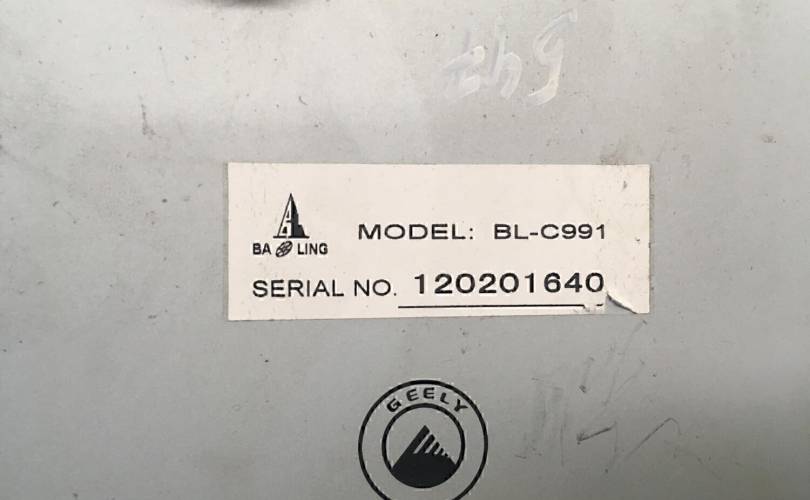 BA LING
MODEL: BL-C991
SERIAL NO. 120201640
GEELY